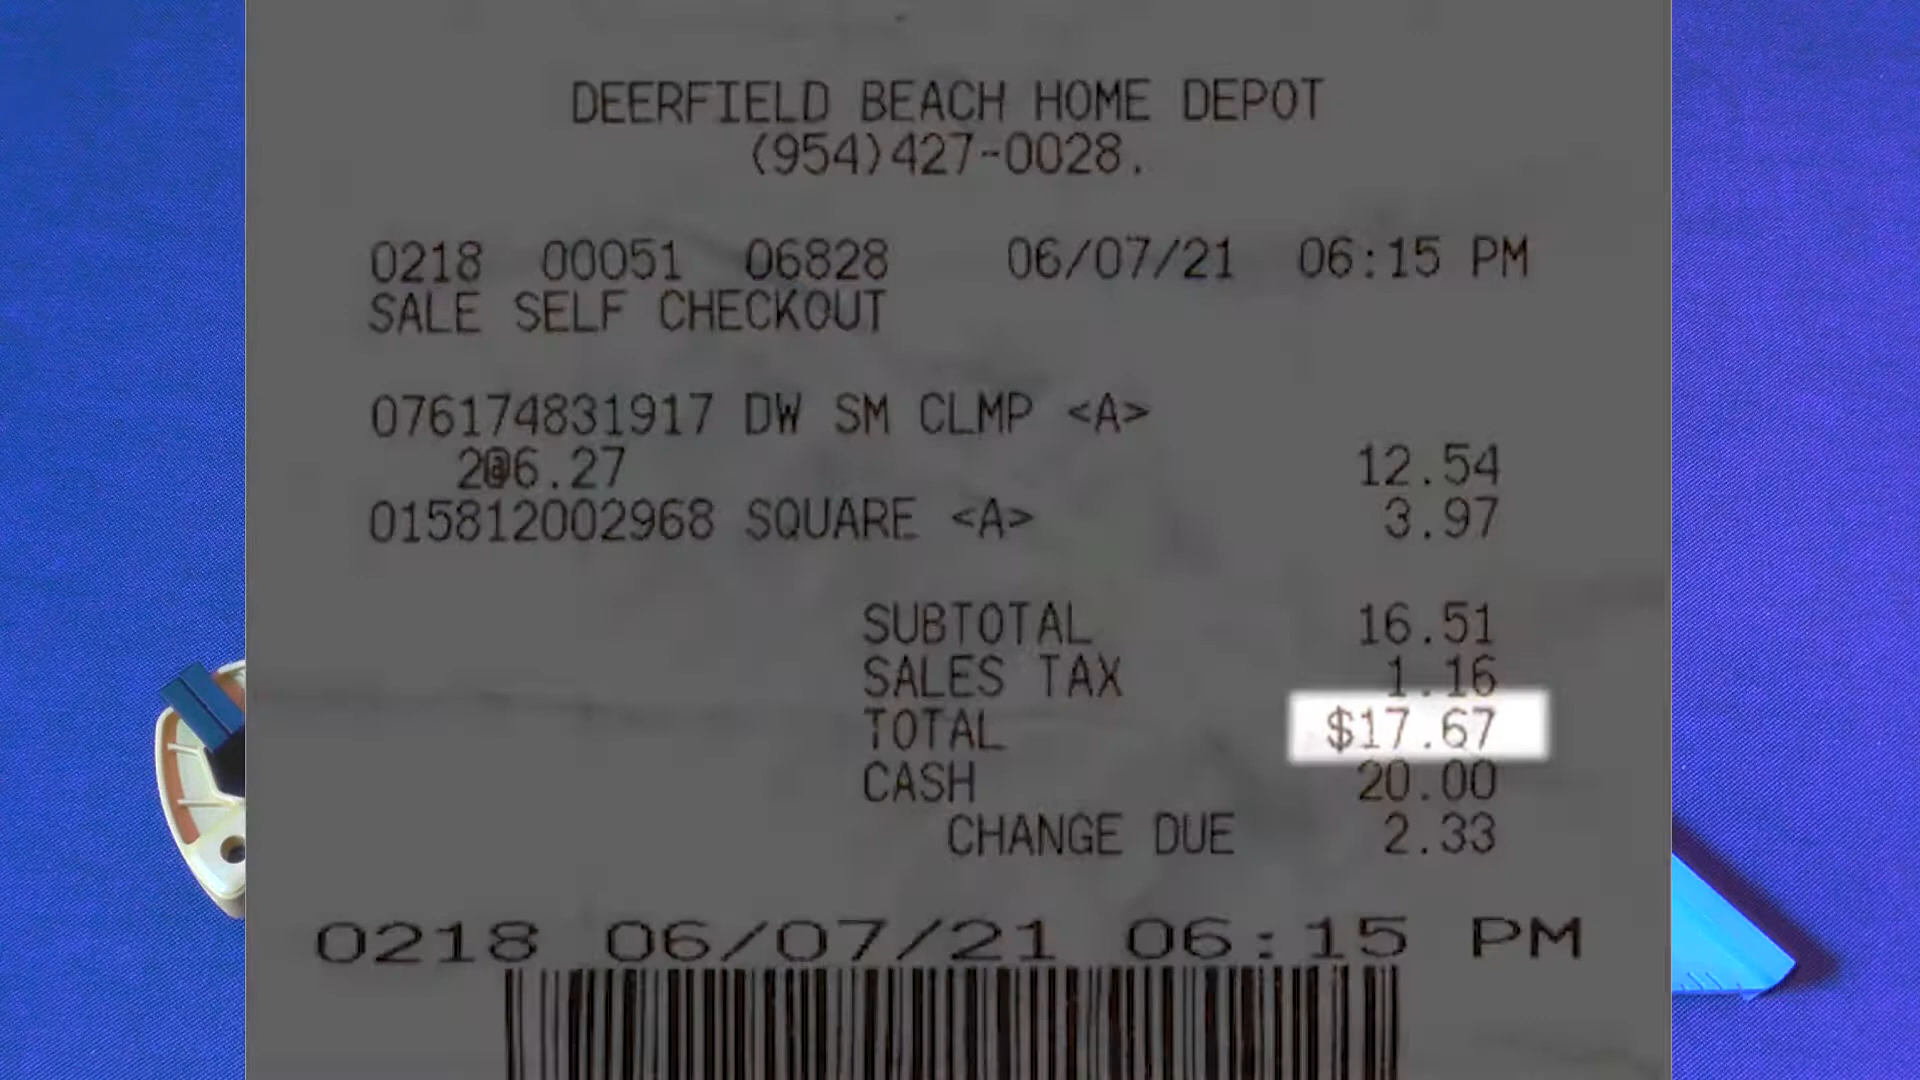 DEERFIELD BEACH HOME DEPOT
(954)427-0028.
0218 00051 06828 06/07/21 06:15 PM
SALE SELF CHECKOUT
076174831917 DW SM CLMP <A>
2@6.27 12.54
015812002968 SQUARE <A> 3.97
SUBTOTAL 16.51
SALES TAX 1.16
TOTAL $17.67
CASH 20.00
CHANGE DUE 2.33
0218 06/07/21 06:15 PM